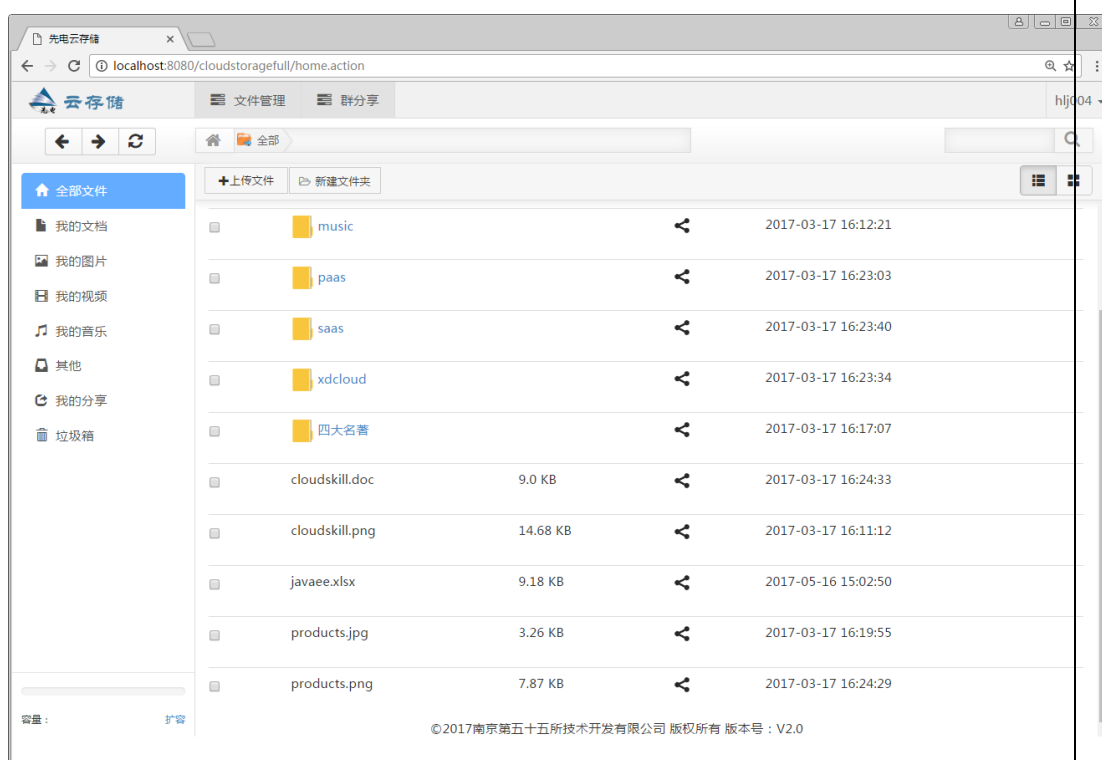 先电云存储
localhost:8080/cloudstoragefull/home.action
云存储 文件管理 群分享 hlj004
全部
全部文件 上传文件 新建文件夹
我的文档 music 2017-03-17 16:12:21
我的图片 paas 2017-03-17 16:23:03
我的视频
我的音乐 saas 2017-03-17 16:23:40
其他 xdcloud 2017-03-17 16:23:34
我的分享
垃圾箱 四大名著 2017-03-17 16:17:07
cloudskill.doc 9.0 KB 2017-03-17 16:24:33
cloudskill.png 14.68 KB 2017-03-17 16:11:12
javaee.xlsx 9.18 KB 2017-05-16 15:02:50
products.jpg 3.26 KB 2017-03-17 16:19:55
products.png 7.87 KB 2017-03-17 16:24:29
容量： 扩容
©2017南京第五十五所技术开发有限公司 版权所有 版本号：V2.0